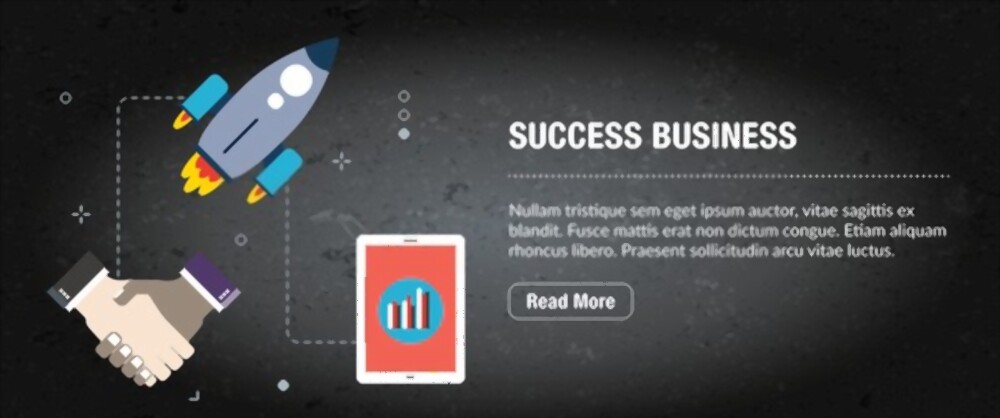 SUCCESS BUSINESS
Nullam tristique sem eget ipsum auctor, vitae sagittis ex
blandit. Fusce mattis erat non dictum congue. Etiam aliquam
rhoncus libero. Praesent sollicitudin arcu vitae luctus.
Read More